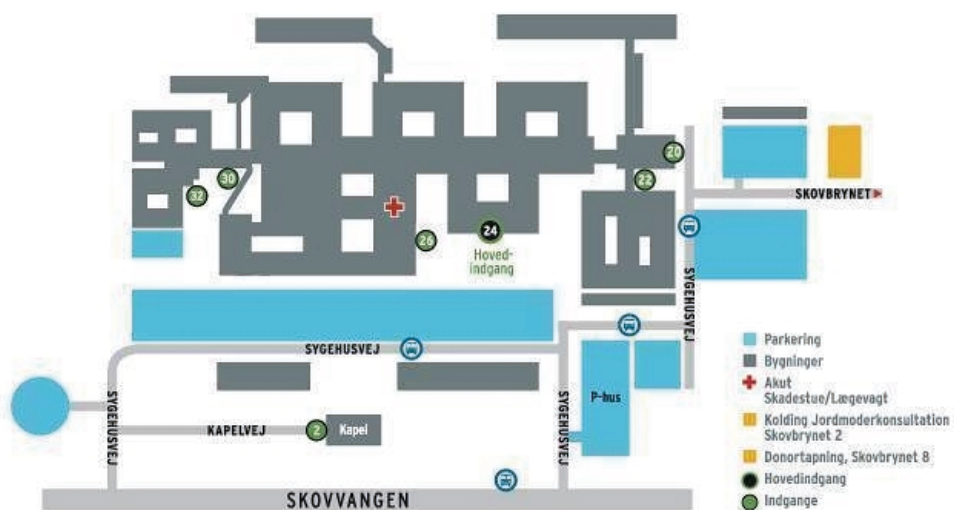 20
30
22
32
SKOVBRYNET
24
26
Hoved-
indgang
SYGEHUSVEJ
SYGEHUSVEJ
Parkering
Bygninger
Akut
Skadestue/Lægevagt
Kolding Jordmoderkonsultation
Skovbrynet 2
Donortapning, Skovbrynet 8
Hovedindgang
Indgange
P-hus
SYGEHUSVEJ
SYGEHUSVEJ
KAPELVEJ
2
Kapel
SKOVVANGEN